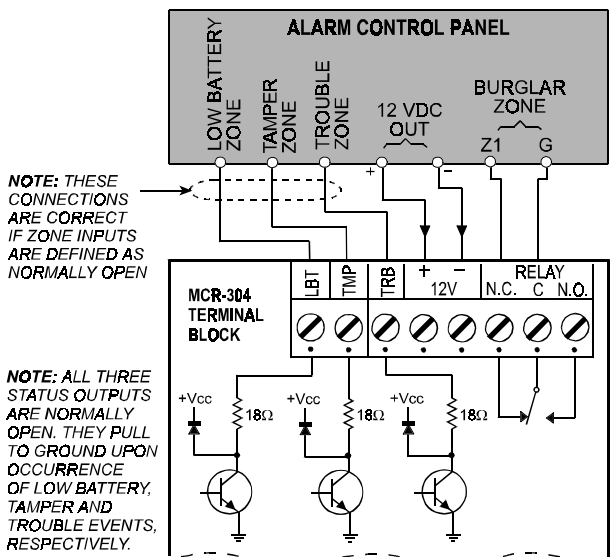 ALARM CONTROL PANEL
LOW BATTERY
ZONE
TAMPER
ZONE
TROUBLE
ZONE
12 VDC
OUT
BURGLAR
ZONE
Z1
G
+
−
NOTE: THESE
CONNECTIONS
ARE CORRECT
IF ZONE INPUTS
ARE DEFINED AS
NORMALLY OPEN
MCR-304
TERMINAL
BLOCK
LBT
TMP
TRB
+
−
12V
RELAY
N.C.
C
N.O.
NOTE: ALL THREE
STATUS OUTPUTS
ARE NORMALLY
OPEN. THEY PULL
TO GROUND UPON
OCCURRENCE
OF LOW BATTERY,
TAMPER AND
TROUBLE EVENTS,
RESPECTIVELY.
+Vcc
18Ω
+Vcc
18Ω
+Vcc
18Ω